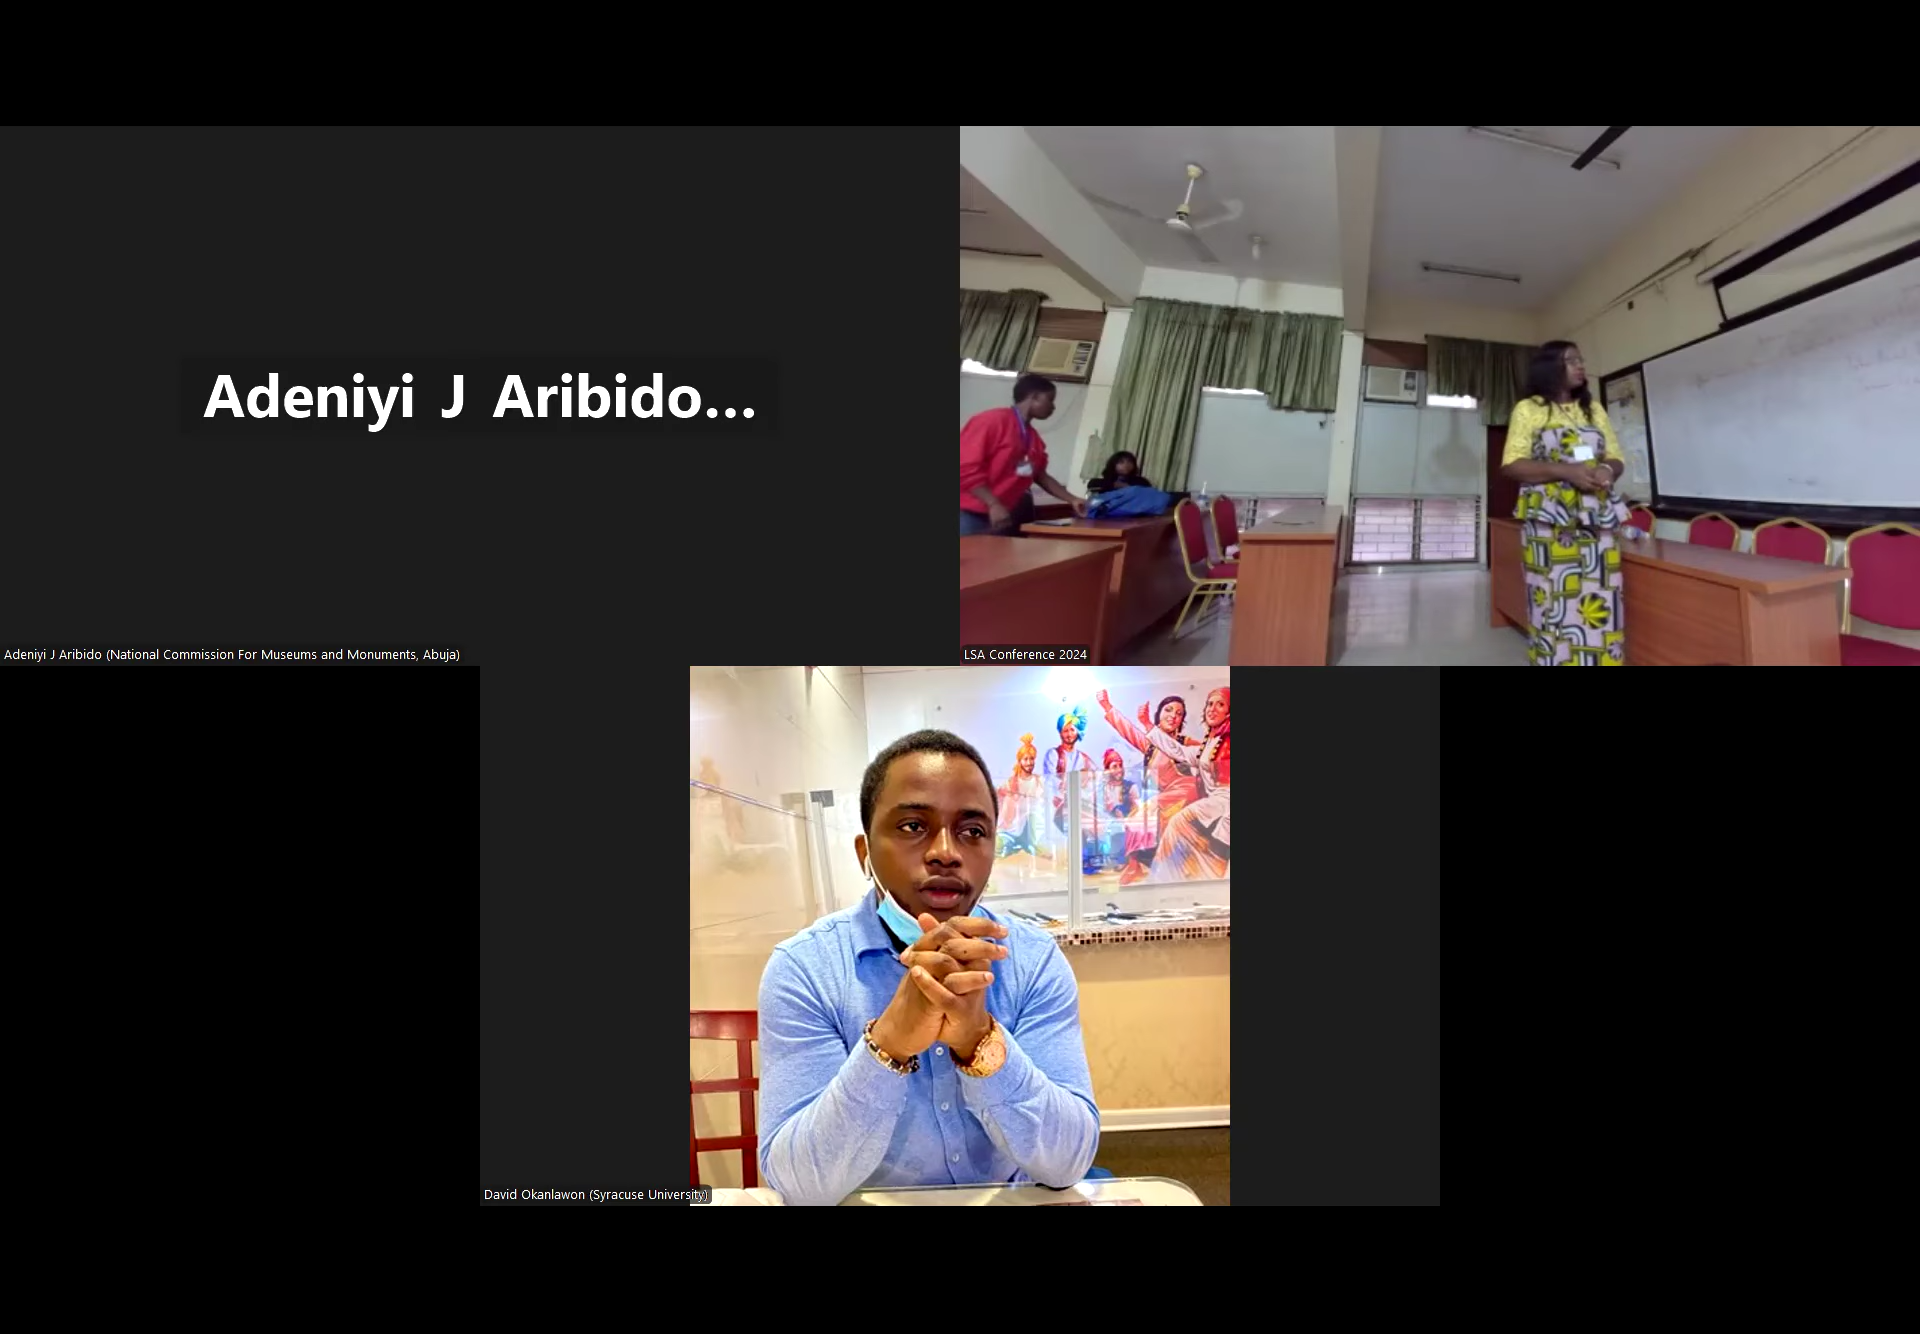 Adeniyi J Aribido...
Adeniyi J Aribido (National Commission For Museums and Monuments, Abuja)
LSA Conference 2024
David Okanlawon (Syracuse University)